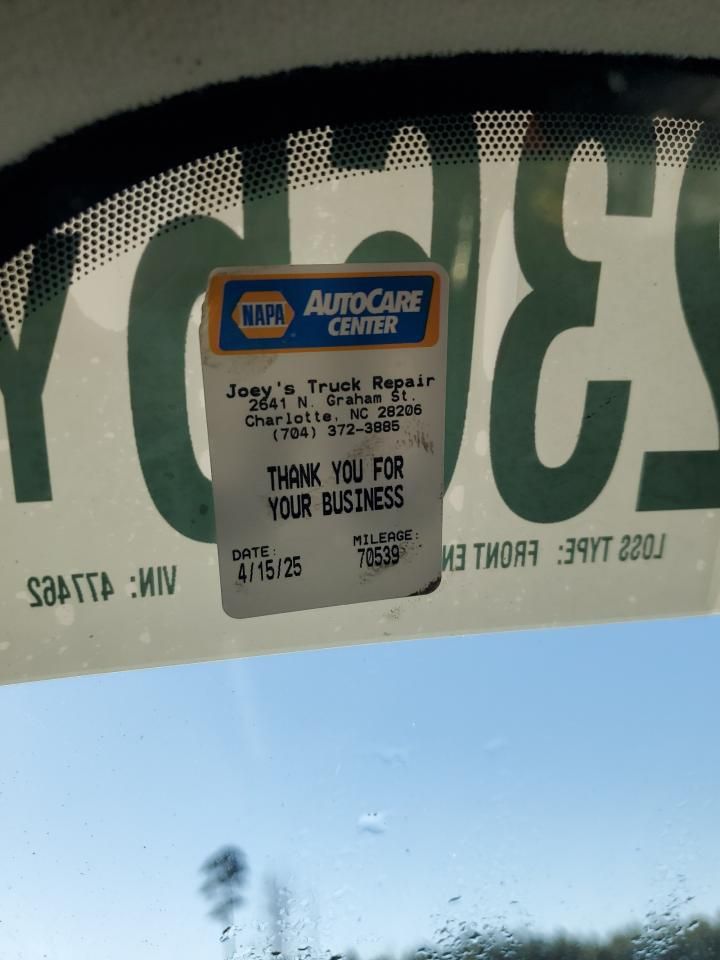 NAPA AUTOCARE
CENTER
Joey's Truck Repair
2641 N. Graham St.
Charlotte, NC 28206
(704) 372-3885
THANK YOU FOR
YOUR BUSINESS
DATE: MILEAGE:
4/15/25 70539
LOSS TYPE: FRONT EN
VIN: 477462